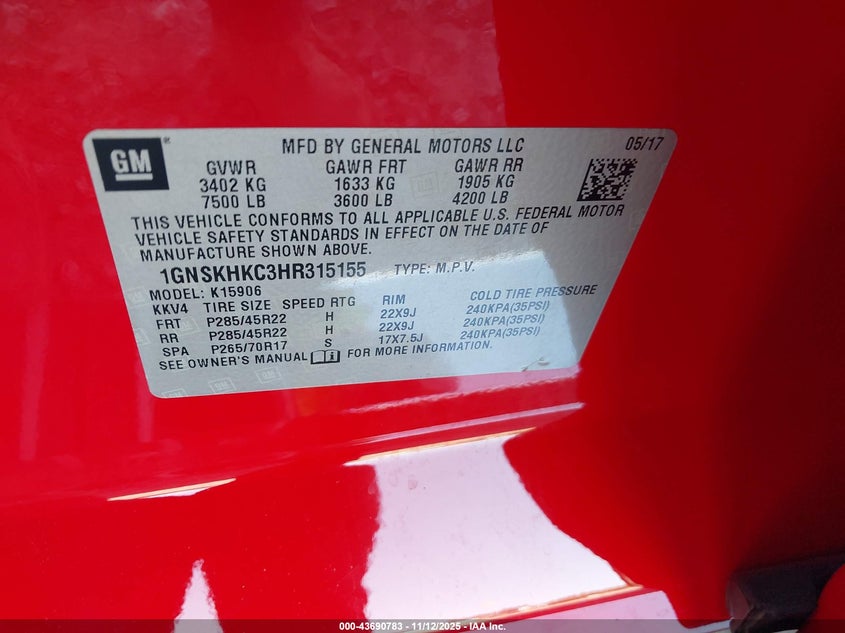 GM ®
MFD BY GENERAL MOTORS LLC 05/17
GVWR GAWR FRT GAWR RR
3402 KG 1633 KG 1905 KG
7500 LB 3600 LB 4200 LB
THIS VEHICLE CONFORMS TO ALL APPLICABLE U.S. FEDERAL MOTOR
VEHICLE SAFETY STANDARDS IN EFFECT ON THE DATE OF
MANUFACTURE SHOWN ABOVE.
1GNSKHKC3HR315155 TYPE: M.P.V.
MODEL: K15906
KKV4 TIRE SIZE SPEED RTG RIM COLD TIRE PRESSURE
FRT P285/45R22 H 22X9J 240KPA(35PSI)
RR P285/45R22 H 22X9J 240KPA(35PSI)
SPA P265/70R17 S 17X7.5J 240KPA(35PSI)
SEE OWNER'S MANUAL FOR MORE INFORMATION.
000-43690783 - 11/12/2025 - IAA Inc.